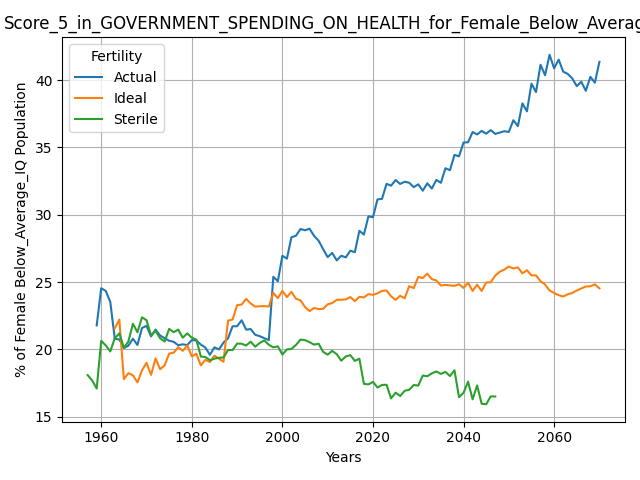 Score_5_in_GOVERNMENT_SPENDING_ON_HEALTH_for_Female_Below_Averag
Fertility
Actual
Ideal
Sterile
% of Female Below_Average_IQ Population
40
35
30
25
20
15
1960 1980 2000 2020 2040 2060
Years